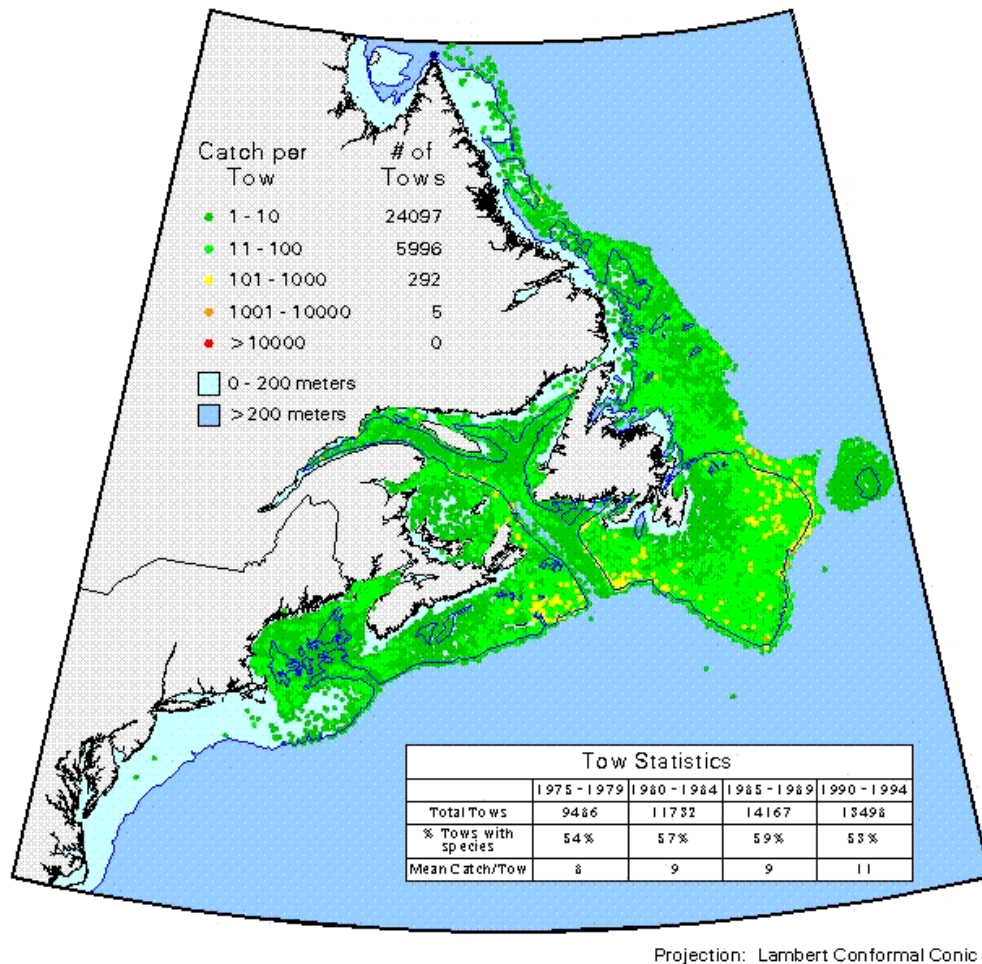 Catch per Tow # of Tows
1 - 10 24097
11 - 100 5996
101 - 1000 292
1001 - 10000 5
> 10000 0
0 - 200 meters
> 200 meters
Tow Statistics
1975 - 1979 1980 - 1984 1985 - 1989 1990 - 1994
Total Tows 9486 11732 14167 13498
% Tows with species 54% 57% 59% 53%
Mean Catch/Tow 8 9 9 11
Projection: Lambert Conformal Conic